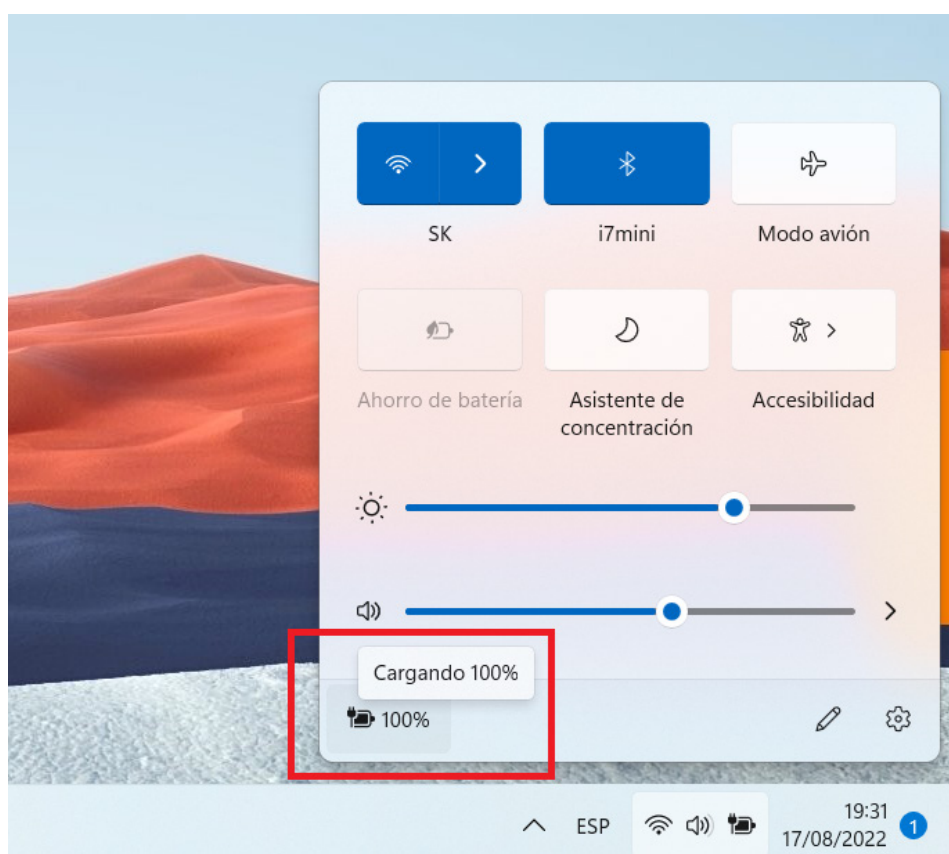 SK
i7mini
Modo avión
Ahorro de batería
Asistente de
concentración
Accesibilidad
Cargando 100%
100%
ESP
19:31
17/08/2022
1